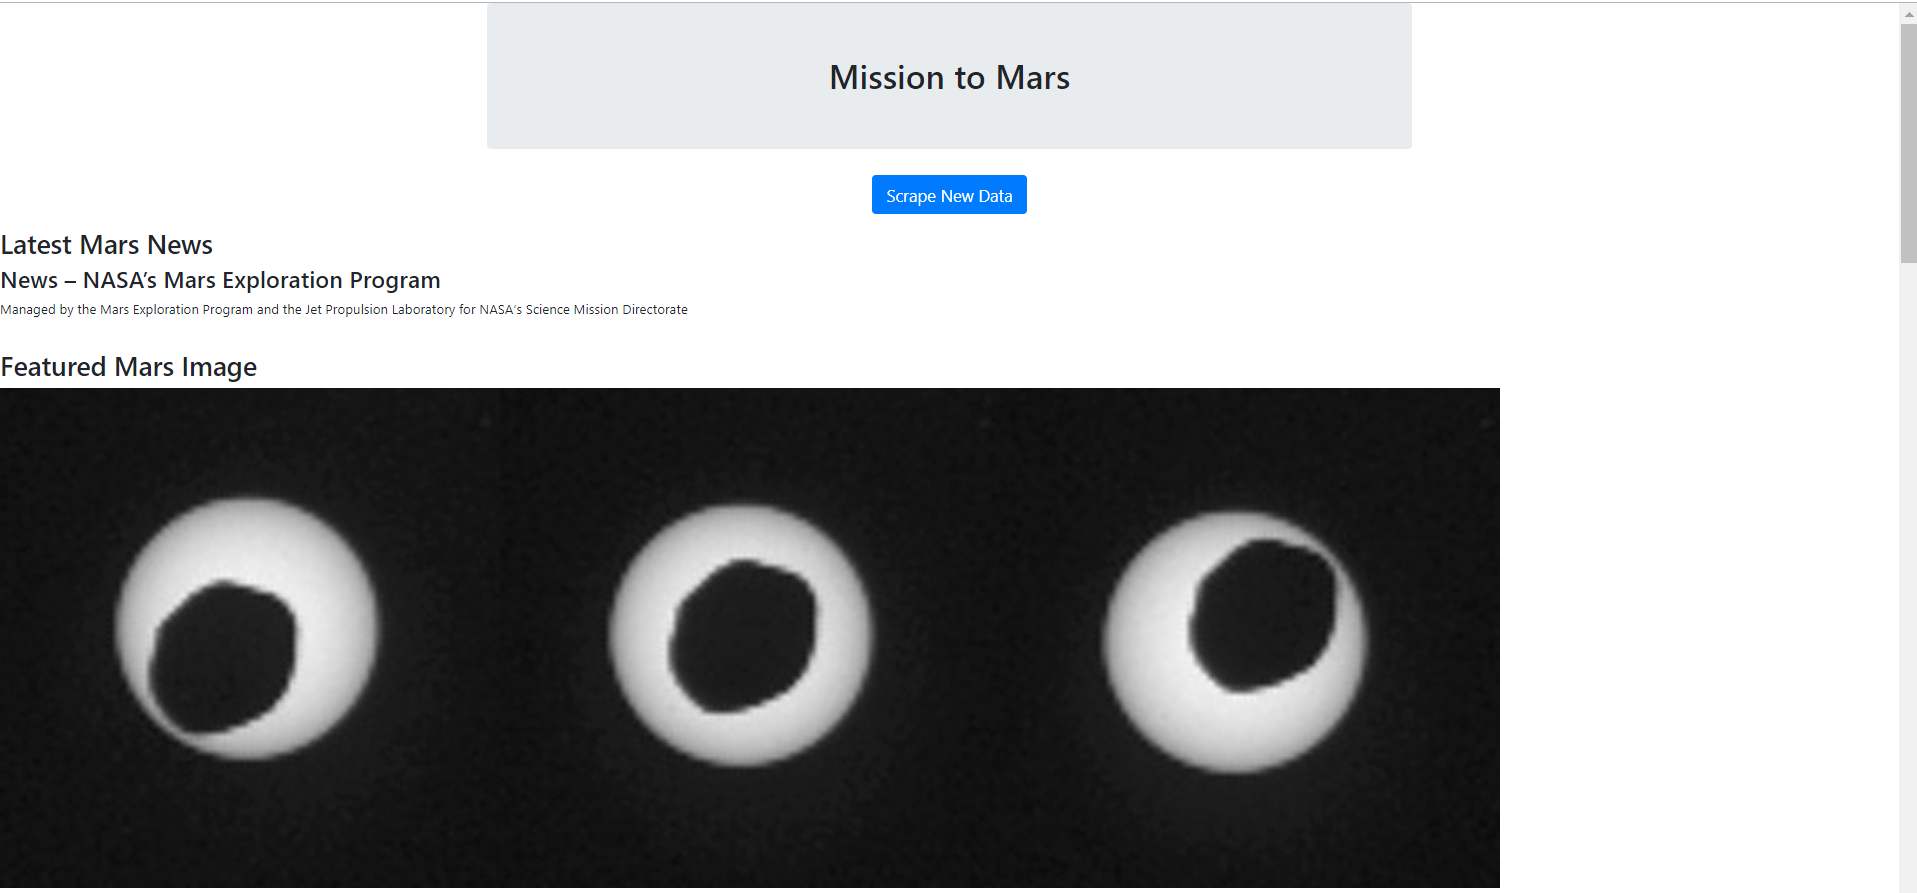 Mission to Mars
Scrape New Data
Latest Mars News
News – NASA’s Mars Exploration Program
Managed by the Mars Exploration Program and the Jet Propulsion Laboratory for NASA’s Science Mission Directorate
Featured Mars Image